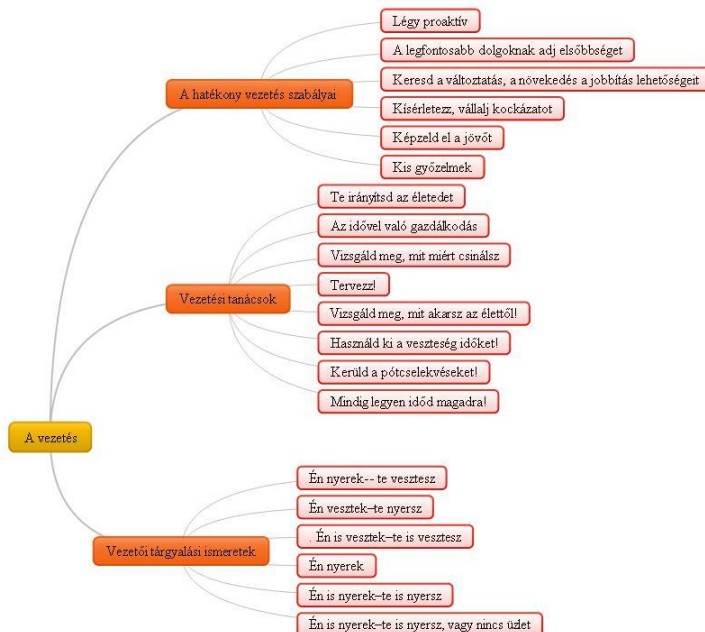 Légy proaktív
A legfontosabb dolgoknak adj elsőbbséget
Keresd a változtatás, a növekedés a jobbítás lehetőségeit
A hatékony vezetés szabályai
Kísérletezz, vállalj kockázatot
Képzeld el a jövőt
Kis győzelmek
Te irányítsd az életedet
Az idővel való gazdálkodás
Vizsgáld meg, mit miért csinálsz
Vezetési tanácsok
Tervezz!
Vizsgáld meg, mit akarsz az élettől!
Használd ki a veszteség időket!
Kerüld a pótcselekvéseket!
Mindig legyen időd magadra!
A vezetés
Én nyerek-- te vesztesz
Én vesztek–te nyersz
. Én is vesztek–te is vesztesz
Vezetői tárgyalási ismeretek
Én nyerek
Én is nyerek–te is nyersz
Én is nyerek–te is nyersz, vagy nincs üzlet